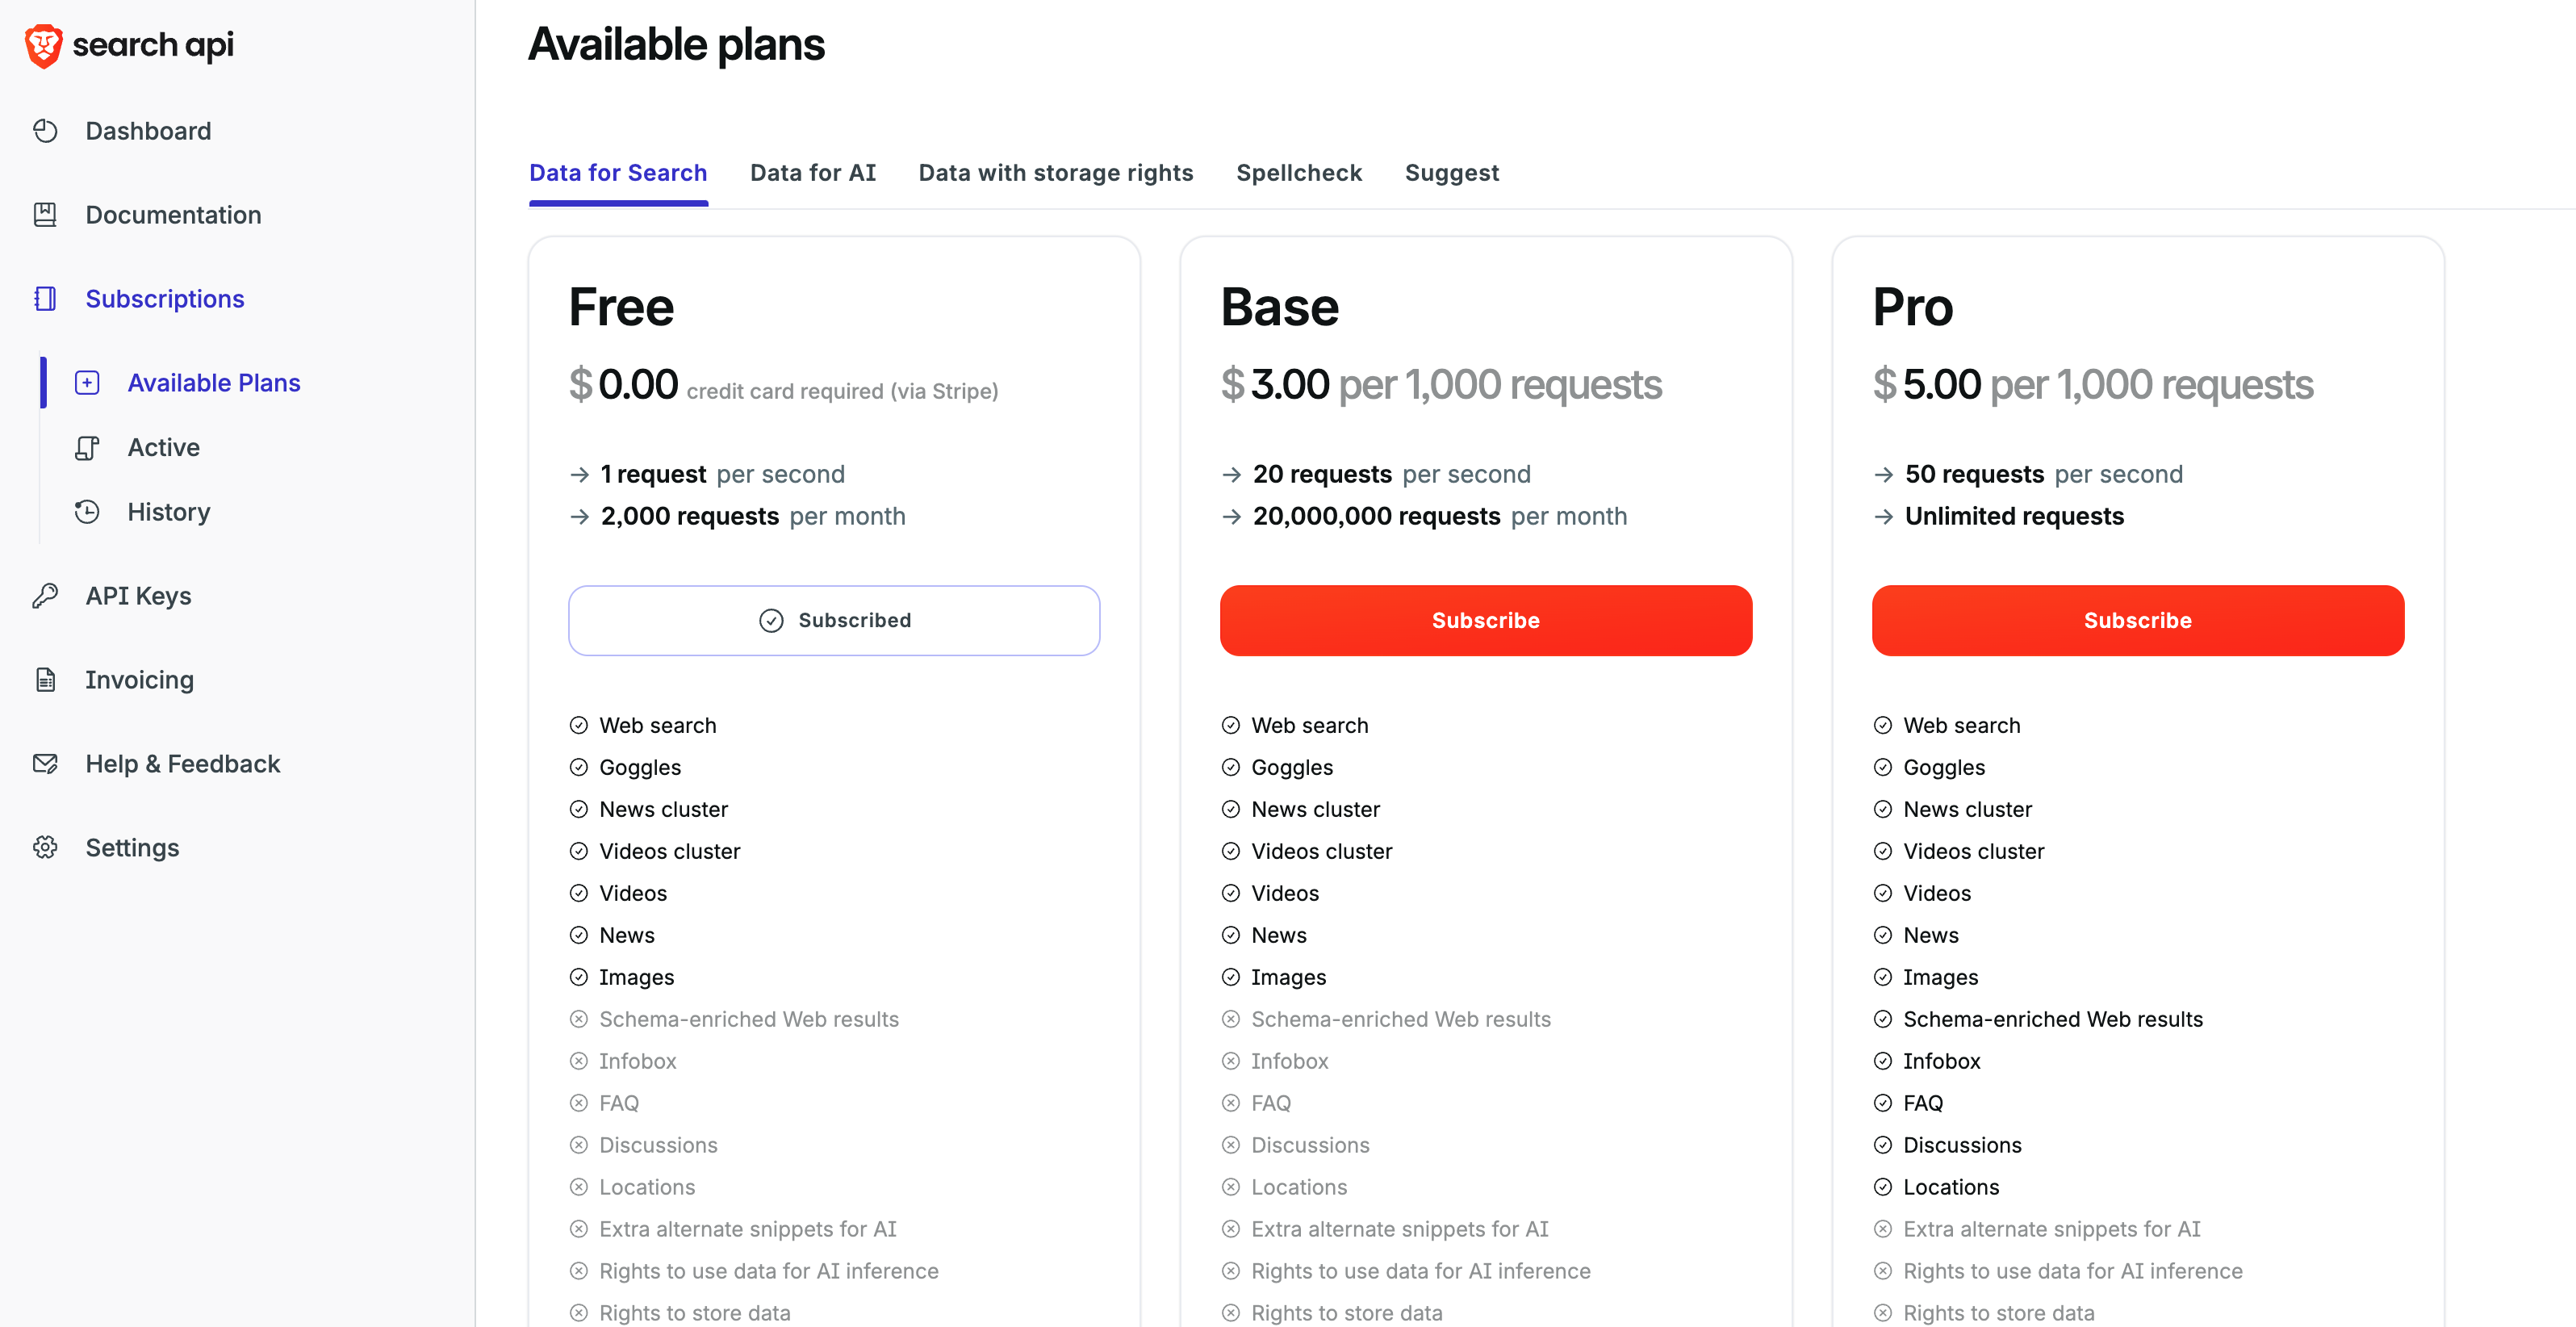 search api
Dashboard
Documentation
Subscriptions
Available Plans
Active
History
API Keys
Invoicing
Help & Feedback
Settings
Available plans
Data for Search
Data for AI
Data with storage rights
Spellcheck
Suggest
Free
$ 0.00 credit card required (via Stripe)
→ 1 request per second
→ 2,000 requests per month
Subscribed
Web search
Goggles
News cluster
Videos cluster
Videos
News
Images
Schema-enriched Web results
Infobox
FAQ
Discussions
Locations
Extra alternate snippets for AI
Rights to use data for AI inference
Rights to store data
Base
$ 3.00 per 1,000 requests
→ 20 requests per second
→ 20,000,000 requests per month
Subscribe
Web search
Goggles
News cluster
Videos cluster
Videos
News
Images
Schema-enriched Web results
Infobox
FAQ
Discussions
Locations
Extra alternate snippets for AI
Rights to use data for AI inference
Rights to store data
Pro
$ 5.00 per 1,000 requests
→ 50 requests per second
→ Unlimited requests
Subscribe
Web search
Goggles
News cluster
Videos cluster
Videos
News
Images
Schema-enriched Web results
Infobox
FAQ
Discussions
Locations
Extra alternate snippets for AI
Rights to use data for AI inference
Rights to store data